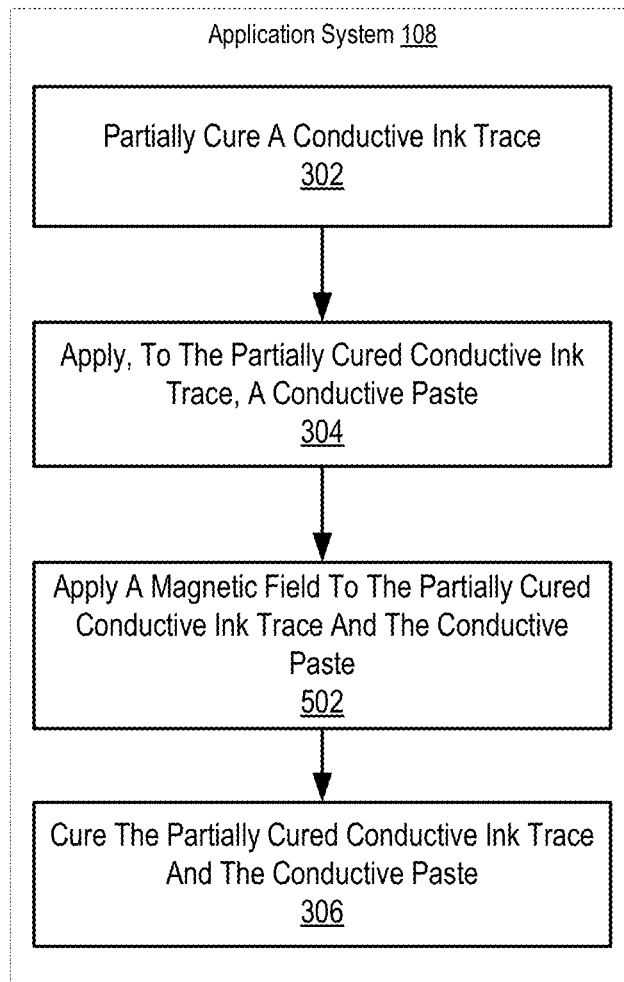 Application System 108
Partially Cure A Conductive Ink Trace
302
Apply, To The Partially Cured Conductive Ink
Trace, A Conductive Paste
304
Apply A Magnetic Field To The Partially Cured
Conductive Ink Trace And The Conductive
Paste
502
Cure The Partially Cured Conductive Ink Trace
And The Conductive Paste
306